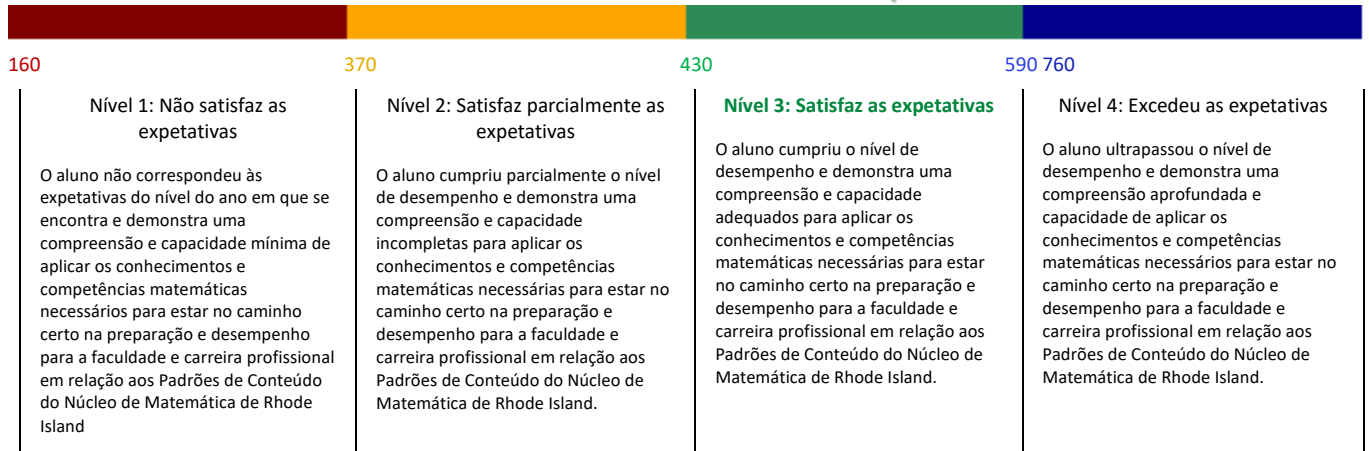 160 370 430 590 760
Nível 1: Não satisfaz as
expetativas
O aluno não correspondeu às
expetativas do nível do ano em que se
encontra e demonstra uma
compreensão e capacidade mínima de
aplicar os conhecimentos e
competências matemáticas
necessários para estar no caminho
certo na preparação e desempenho
para a faculdade e carreira profissional
em relação aos Padrões de Conteúdo
do Núcleo de Matemática de Rhode
Island
Nível 2: Satisfaz parcialmente as
expetativas
O aluno cumpriu parcialmente o nível
de desempenho e demonstra uma
compreensão e capacidade
incompletas para aplicar os
conhecimentos e competências
matemáticas necessárias para estar no
caminho certo na preparação e
desempenho para a faculdade e
carreira profissional em relação aos
Padrões de Conteúdo do Núcleo de
Matemática de Rhode Island.
Nível 3: Satisfaz as expetativas
O aluno cumpriu o nível de
desempenho e demonstra uma
compreensão e capacidade
adequados para aplicar os
conhecimentos e competências
matemáticas necessárias para estar
no caminho certo na preparação e
desempenho para a faculdade e
carreira profissional em relação aos
Padrões de Conteúdo do Núcleo de
Matemática de Rhode Island.
Nível 4: Excedeu as expetativas
O aluno ultrapassou o nível de
desempenho e demonstra uma
compreensão aprofundada e
capacidade de aplicar os
conhecimentos e competências
matemáticas necessários para estar no
caminho certo na preparação e
desempenho para a faculdade e
carreira profissional em relação aos
Padrões de Conteúdo do Núcleo de
Matemática de Rhode Island.